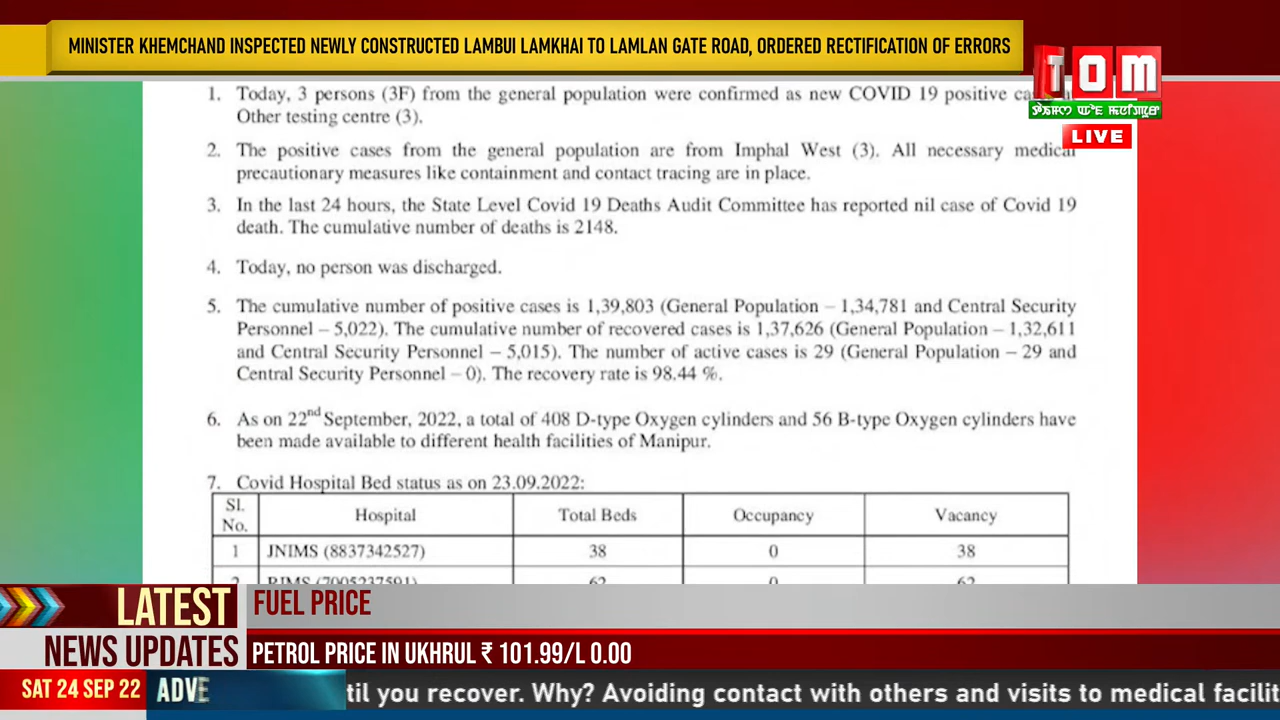 MINISTER KHEMCHAND INSPECTED NEWLY CONSTRUCTED LAMBUI LAMKHAI TO LAMLAN GATE ROAD, ORDERED RECTIFICATION OF ERRORS
TOM
LIVE
1. Today, 3 persons (3F) from the general population were confirmed as new COVID 19 positive
Other testing centre (3).
2. The positive cases from the general population are from Imphal West (3). All necessary medical
precautionary measures like containment and contact tracing are in place.
3. In the last 24 hours, the State Level Covid 19 Deaths Audit Committee has reported nil case of Covid 19
death. The cumulative number of deaths is 2148.
4. Today, no person was discharged.
5. The cumulative number of positive cases is 1,39,803 (General Population – 1,34,781 and Central Security
Personnel – 5,022). The cumulative number of recovered cases is 1,37,626 (General Population – 1,32,611
and Central Security Personnel – 5,015). The number of active cases is 29 (General Population – 29 and
Central Security Personnel – 0). The recovery rate is 98.44 %.
6. As on 22nd September, 2022, a total of 408 D-type Oxygen cylinders and 56 B-type Oxygen cylinders have
been made available to different health facilities of Manipur.
7. Covid Hospital Bed status as on 23.09.2022:
Sl. No. Hospital Total Beds Occupancy Vacancy
1 JNIMS (8837342527) 38 0 38
2 RIMS (7005237591) 62 0 62
LATEST
NEWS UPDATES
FUEL PRICE
PETROL PRICE IN UKHRUL ₹ 101.99/L 0.00
SAT 24 SEP 22
ADVE
til you recover. Why? Avoiding contact with others and visits to medical facilit